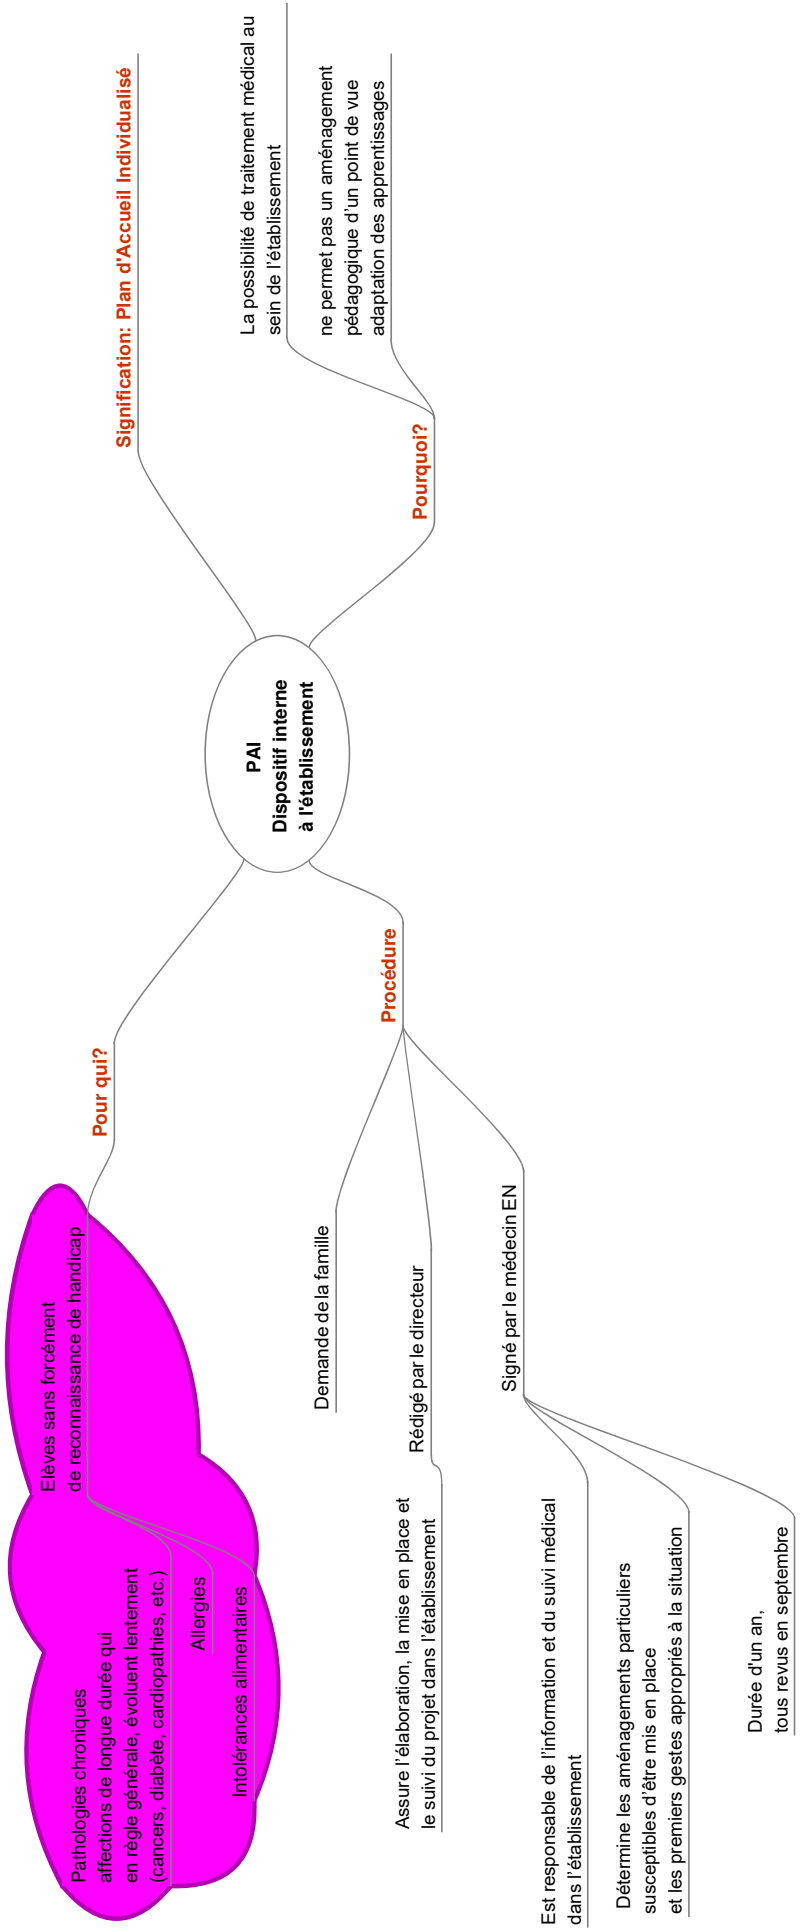 PAI
Dispositif interne
à l'établissement
Signification: Plan d'Accueil Individualisé
Pourquoi?
La possibilité de traitement médical au
sein de l'établissement
ne permet pas un aménagement
pédagogique d'un point de vue
adaptation des apprentissages
Pour qui?
Elèves sans forcément
de reconnaissance de handicap
Pathologies chroniques
affections de longue durée qui
en règle générale, évoluent lentement
(cancers, diabète, cardiopathies, etc.)
Allergies
Intolérances alimentaires
Procédure
Demande de la famille
Rédigé par le directeur
Assure l'élaboration, la mise en place et
le suivi du projet dans l'établissement
Signé par le médecin EN
Est responsable de l'information et du suivi médical
dans l'établissement
Détermine les aménagements particuliers
susceptibles d'être mis en place
et les premiers gestes appropriés à la situation
Durée d'un an,
tous revus en septembre